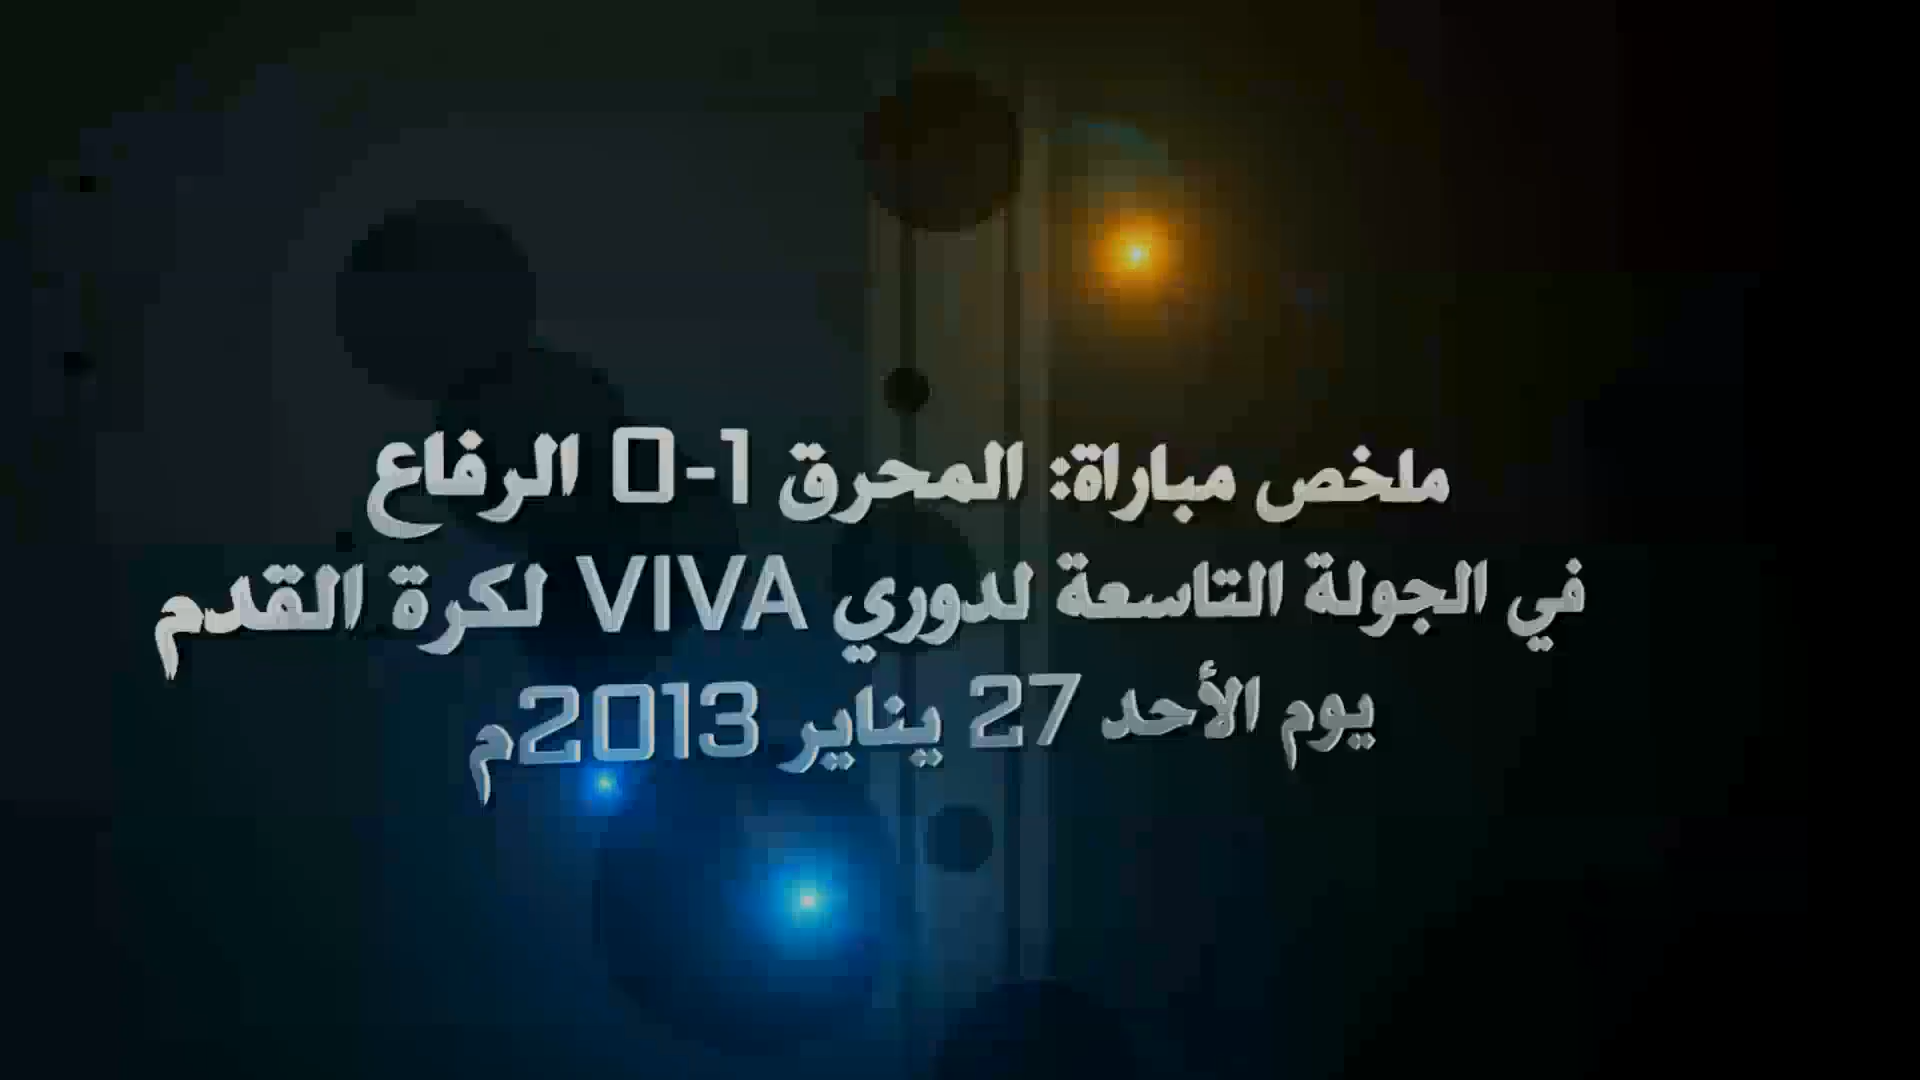 ملخص مباراة: المحرق 1-0 الرفاع
في الجولة التاسعة لدوري VIVA لكرة القدم
يوم الأحد 27 يناير 2013م